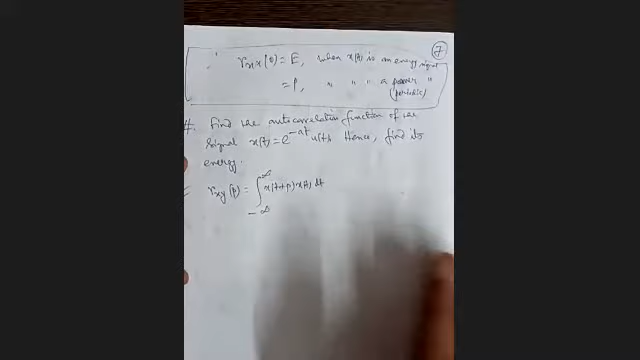 7
rxx(0) = E, when x(t) is an energy signal
= P, " " " a power "
(periodic)
#. Find the autocorrelation function of the
signal x(t) = e^-at u(t). Hence, find its
energy.
rxy(p) = ∫_-∞^∞ x(t+p) x(t) dt